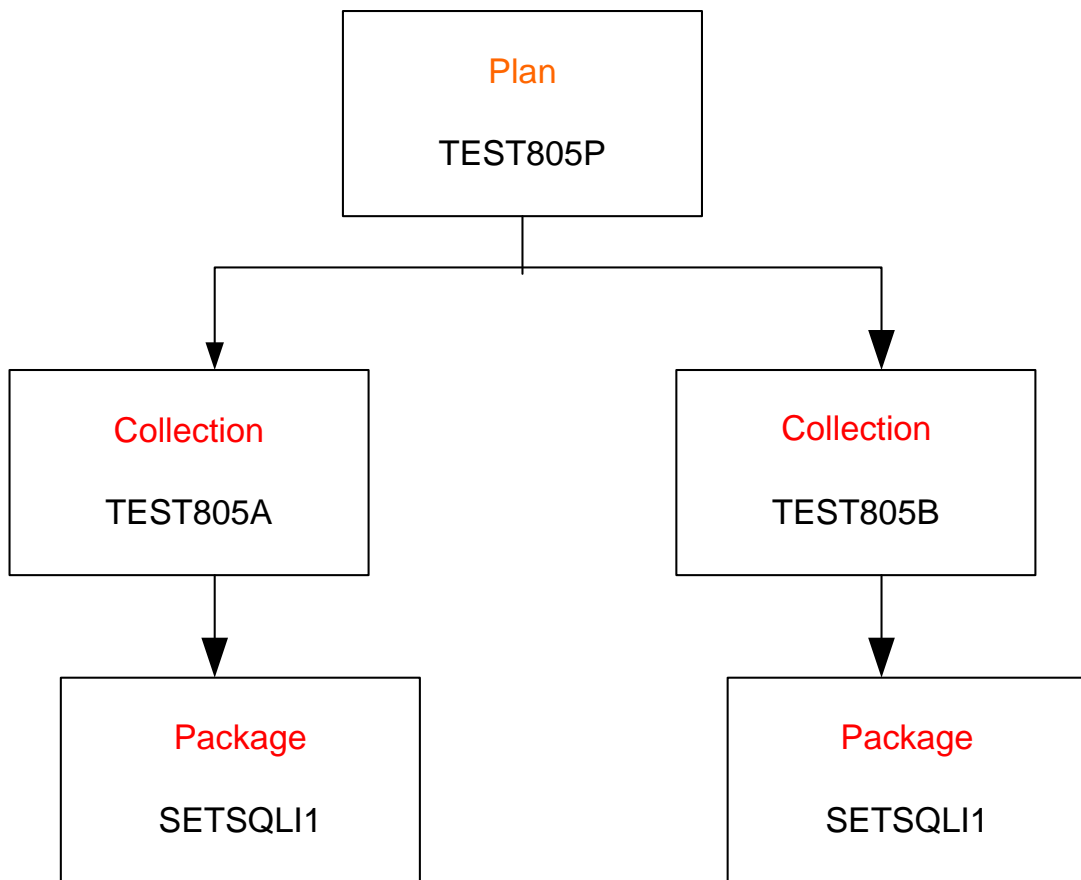 Plan
TEST805P
Collection
TEST805A
Collection
TEST805B
Package
SETSQLI1
Package
SETSQLI1